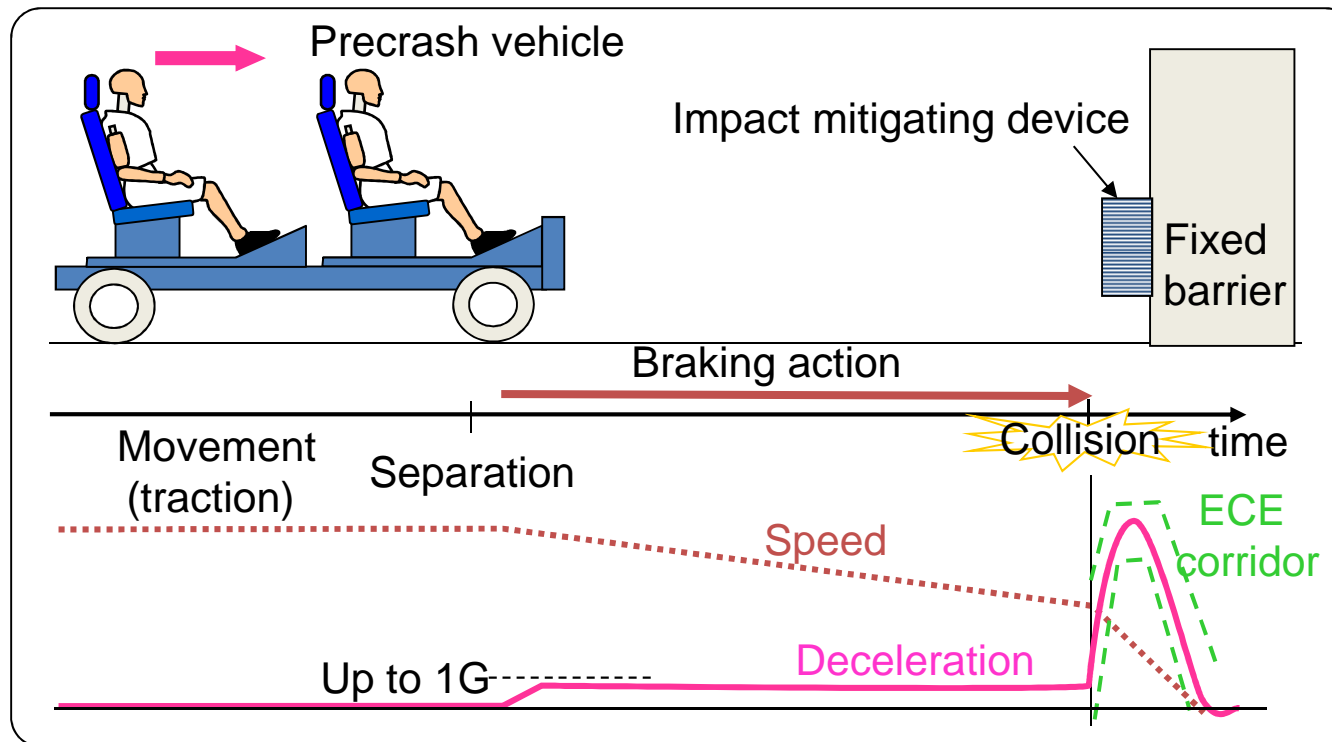 Precrash vehicle
Impact mitigating device
Fixed
barrier
Braking action
Collision
time
Movement
(traction)
Separation
ECE
corridor
Speed
Deceleration
Up to 1G